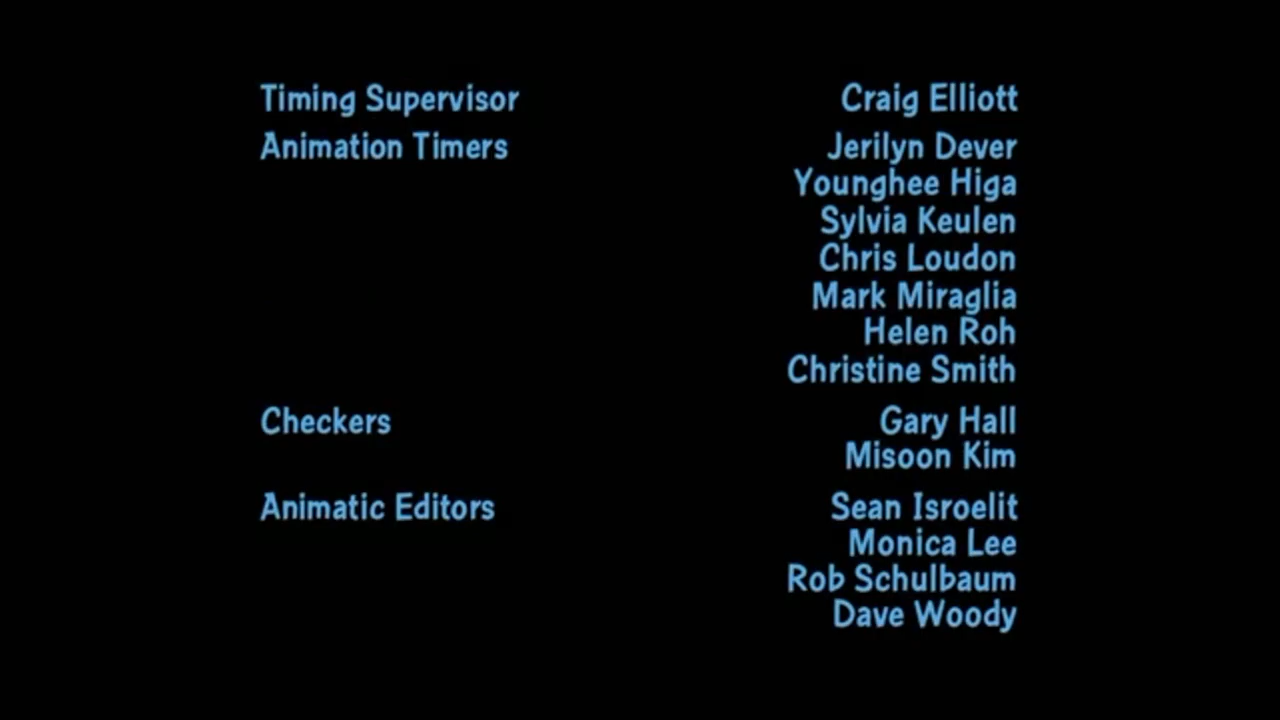 Timing Supervisor Craig Elliott
Animation Timers Jerilyn Dever
Younghee Higa
Sylvia Keulen
Chris Loudon
Mark Miraglia
Helen Roh
Christine Smith
Checkers Gary Hall
Misoon Kim
Animatic Editors Sean Isroelit
Monica Lee
Rob Schulbaum
Dave Woody